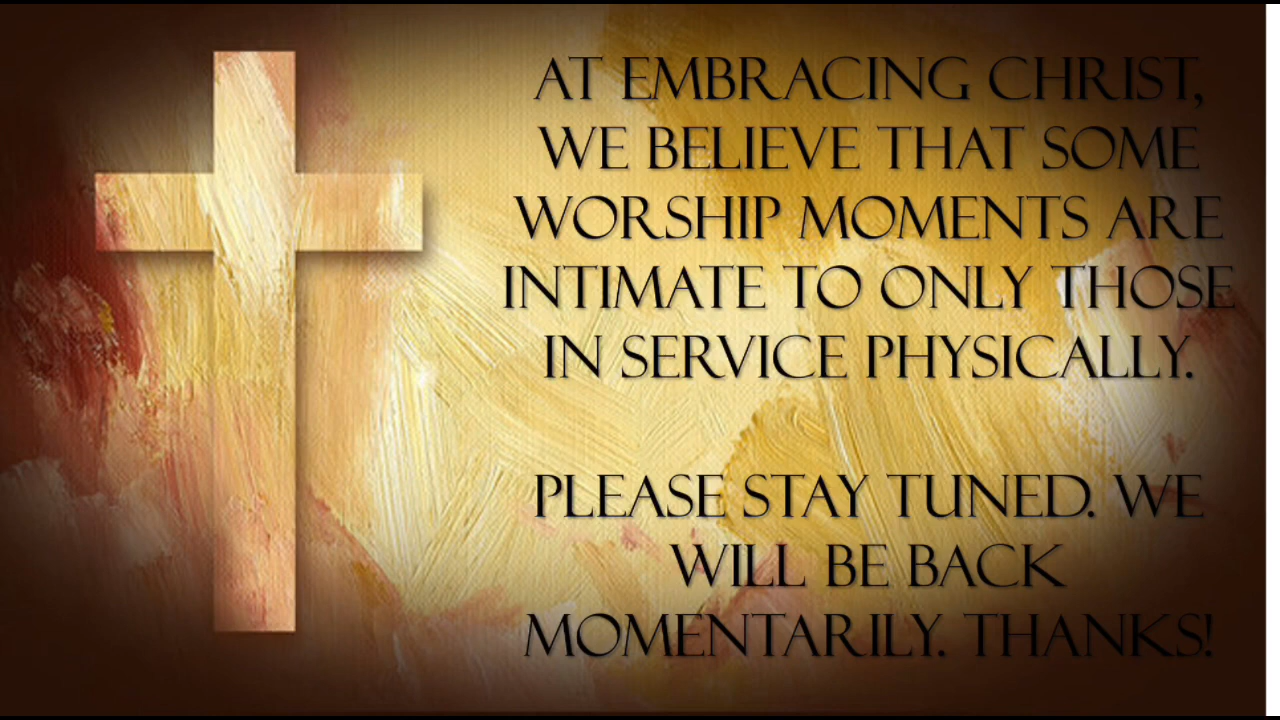 AT EMBRACING CHRIST,
WE BELIEVE THAT SOME
WORSHIP MOMENTS ARE
INTIMATE TO ONLY THOSE
IN SERVICE PHYSICALLY.
PLEASE STAY TUNED. WE
WILL BE BACK
MOMENTARILY. THANKS!